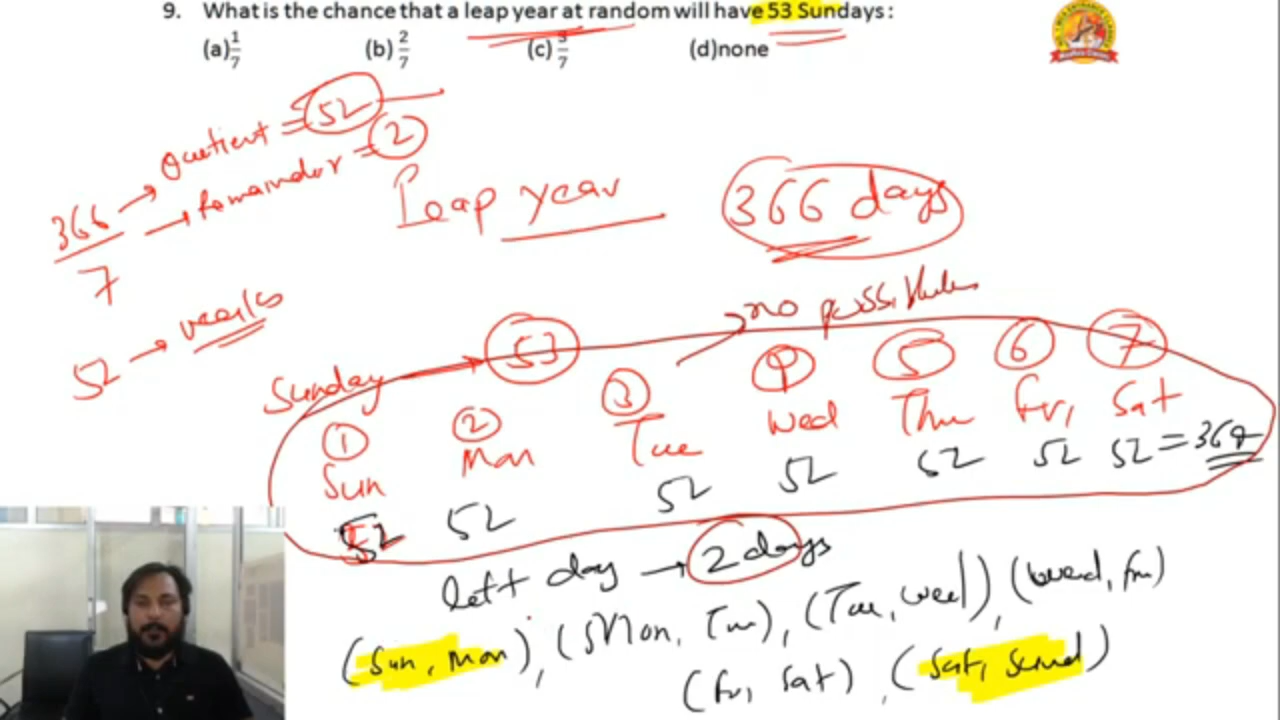 9. What is the chance that a leap year at random will have 53 Sundays :
(a) 1/7 (b) 2/7 (c) 3/7 (d)none
Quotient = 52
366/7 → remainder = 2
Leap year 366 days
52 → weeks
Sunday → 53 → no
① ② ③ ④ ⑤ ⑥ ⑦
Sun Mon Tue Wed Thu Fri, Sat
52 52 52 52 52 52 52 = 364
left day → 2 days
(Sun, Mon), (Mon, Tue), (Tue, Wed), (Wed,
(Fri, Sat), (Sat,